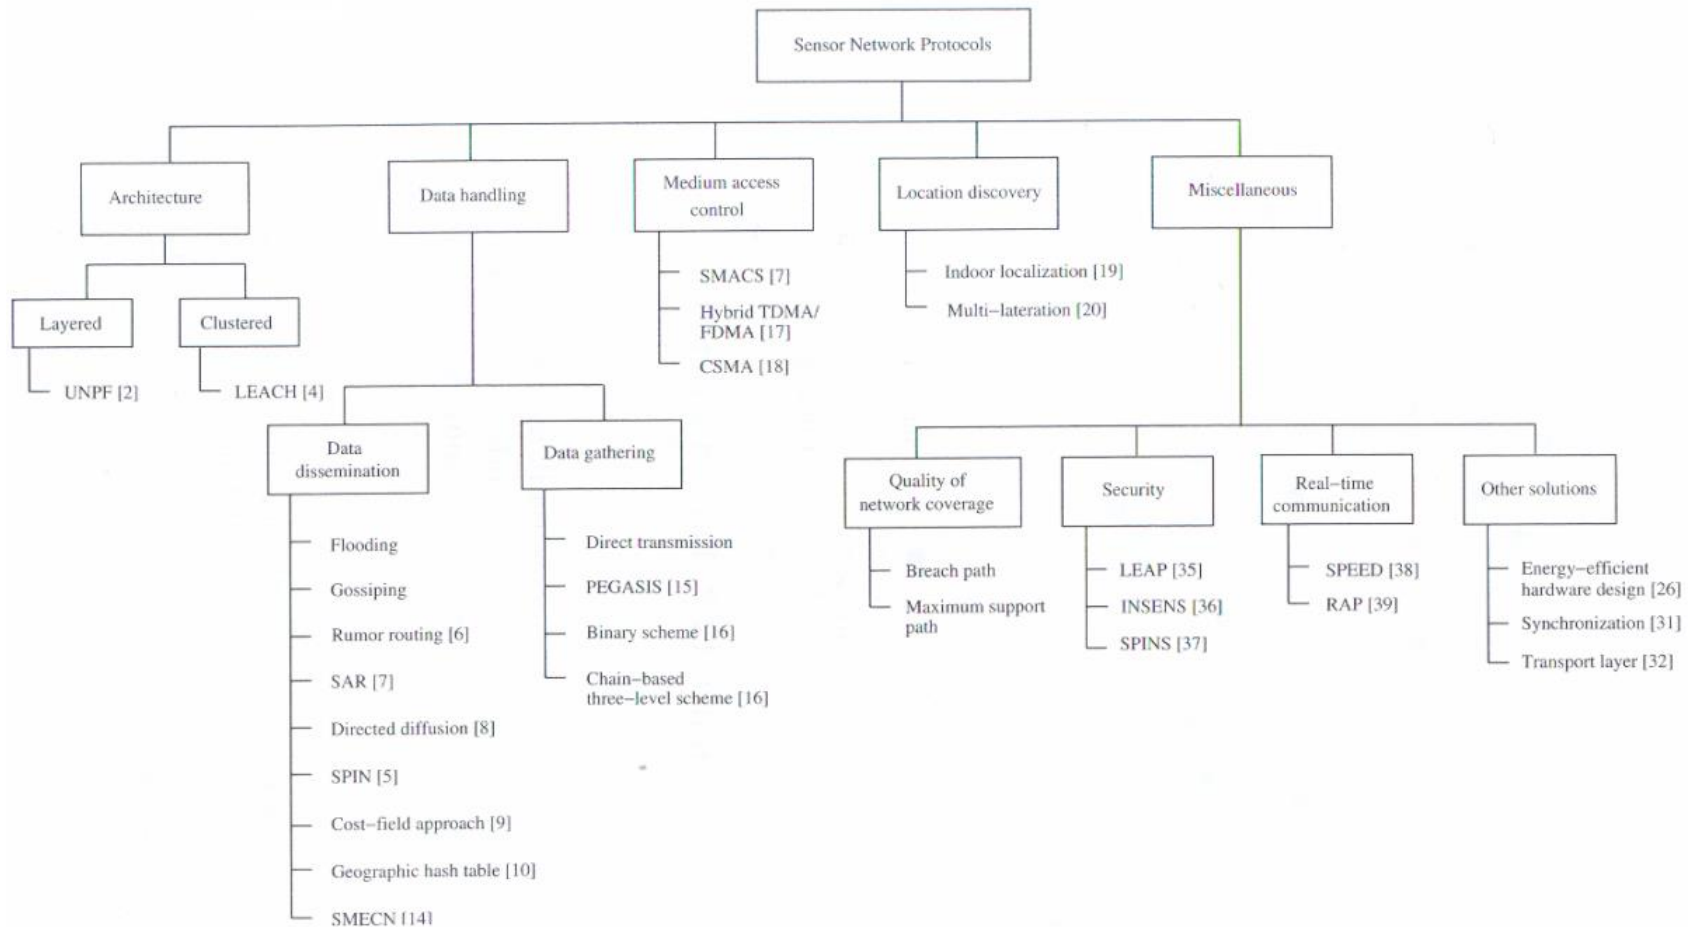 Sensor Network Protocols
Architecture
Data handling
Medium access
control
Location discovery
Miscellaneous
Layered
UNPF [2]
Clustered
LEACH [4]
Data
dissemination
Flooding
Gossiping
Rumor routing [6]
SAR [7]
Directed diffusion [8]
SPIN [5]
Cost−field approach [9]
Geographic hash table [10]
SMECN [14]
Data gathering
Direct transmission
PEGASIS [15]
Binary scheme [16]
Chain−based
three−level scheme [16]
SMACS [7]
Hybrid TDMA/
FDMA [17]
CSMA [18]
Indoor localization [19]
Multi−lateration [20]
Quality of
network coverage
Breach path
Maximum support
path
Security
LEAP [35]
INSENS [36]
SPINS [37]
Real−time
communication
SPEED [38]
RAP [39]
Other solutions
Energy−efficient
hardware design [26]
Synchronization [31]
Transport layer [32]